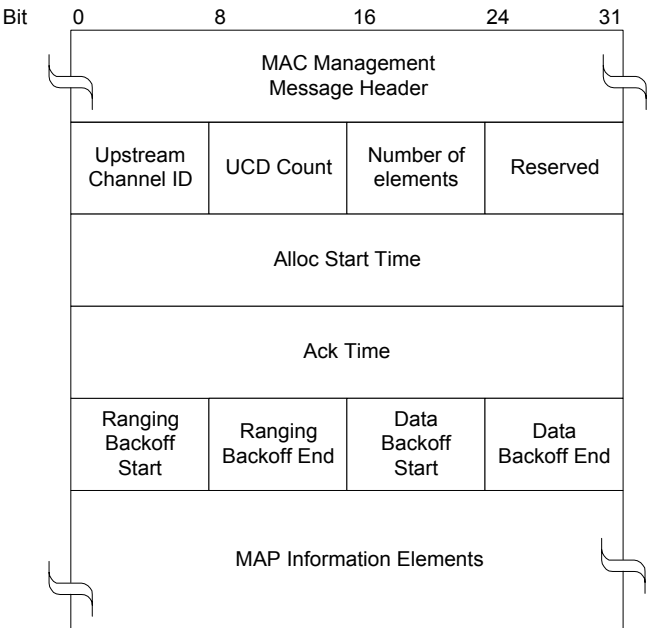 Bit 0 8 16 24 31
MAC Management
Message Header
Upstream
Channel ID
UCD Count
Number of
elements
Reserved
Alloc Start Time
Ack Time
Ranging
Backoff
Start
Ranging
Backoff End
Data
Backoff
Start
Data
Backoff End
MAP Information Elements